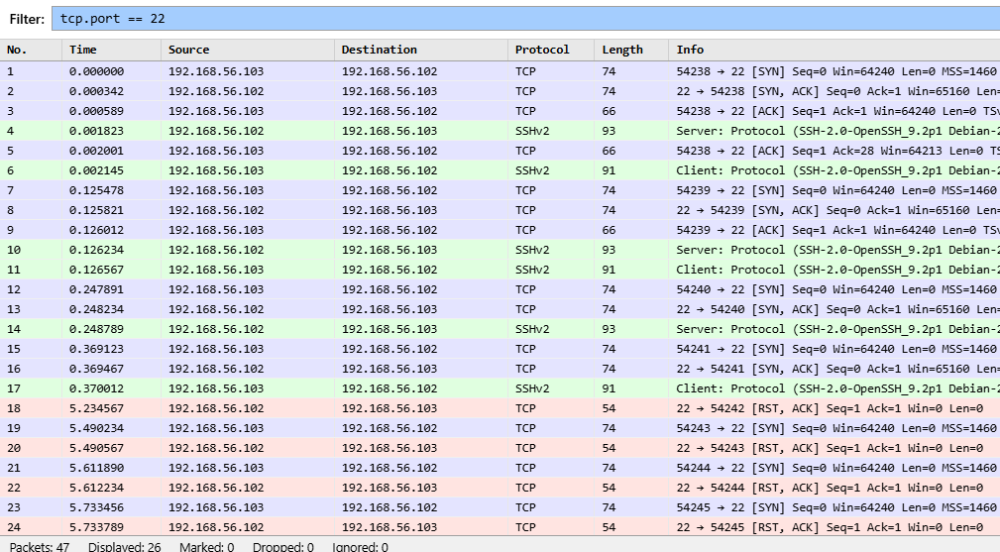 Filter: tcp.port == 22
No. Time Source Destination Protocol Length Info
1 0.000000 192.168.56.103 192.168.56.102 TCP 74 54238 → 22 [SYN] Seq=0 Win=64240 Len=0 MSS=1460
2 0.000342 192.168.56.102 192.168.56.103 TCP 74 22 → 54238 [SYN, ACK] Seq=0 Ack=1 Win=65160 Len=
3 0.000589 192.168.56.103 192.168.56.102 TCP 66 54238 → 22 [ACK] Seq=1 Ack=1 Win=64240 Len=0 TSv
4 0.001823 192.168.56.102 192.168.56.103 SSHv2 93 Server: Protocol (SSH-2.0-OpenSSH_9.2p1 Debian-2
5 0.002001 192.168.56.103 192.168.56.102 TCP 66 54238 → 22 [ACK] Seq=1 Ack=28 Win=64213 Len=0 TS
6 0.002145 192.168.56.103 192.168.56.102 SSHv2 91 Client: Protocol (SSH-2.0-OpenSSH_9.2p1 Debian-2
7 0.125478 192.168.56.103 192.168.56.102 TCP 74 54239 → 22 [SYN] Seq=0 Win=64240 Len=0 MSS=1460
8 0.125821 192.168.56.102 192.168.56.103 TCP 74 22 → 54239 [SYN, ACK] Seq=0 Ack=1 Win=65160 Len=
9 0.126012 192.168.56.103 192.168.56.102 TCP 66 54239 → 22 [ACK] Seq=1 Ack=1 Win=64240 Len=0 TSv
10 0.126234 192.168.56.102 192.168.56.103 SSHv2 93 Server: Protocol (SSH-2.0-OpenSSH_9.2p1 Debian-2
11 0.126567 192.168.56.103 192.168.56.102 SSHv2 91 Client: Protocol (SSH-2.0-OpenSSH_9.2p1 Debian-2
12 0.247891 192.168.56.103 192.168.56.102 TCP 74 54240 → 22 [SYN] Seq=0 Win=64240 Len=0 MSS=1460
13 0.248234 192.168.56.102 192.168.56.103 TCP 74 22 → 54240 [SYN, ACK] Seq=0 Ack=1 Win=65160 Len=
14 0.248789 192.168.56.102 192.168.56.103 SSHv2 93 Server: Protocol (SSH-2.0-OpenSSH_9.2p1 Debian-2
15 0.369123 192.168.56.103 192.168.56.102 TCP 74 54241 → 22 [SYN] Seq=0 Win=64240 Len=0 MSS=1460
16 0.369467 192.168.56.102 192.168.56.103 TCP 74 22 → 54241 [SYN, ACK] Seq=0 Ack=1 Win=65160 Len=
17 0.370012 192.168.56.103 192.168.56.102 SSHv2 91 Client: Protocol (SSH-2.0-OpenSSH_9.2p1 Debian-2
18 5.234567 192.168.56.103 192.168.56.102 TCP 54 22 → 54242 [RST, ACK] Seq=1 Ack=1 Win=0 Len=0
19 5.490234 192.168.56.103 192.168.56.102 TCP 74 54243 → 22 [SYN] Seq=0 Win=64240 Len=0 MSS=1460
20 5.490567 192.168.56.102 192.168.56.103 TCP 54 22 → 54243 [RST, ACK] Seq=1 Ack=1 Win=0 Len=0
21 5.611890 192.168.56.103 192.168.56.102 TCP 74 54244 → 22 [SYN] Seq=0 Win=64240 Len=0 MSS=1460
22 5.612234 192.168.56.102 192.168.56.103 TCP 54 22 → 54244 [RST, ACK] Seq=1 Ack=1 Win=0 Len=0
23 5.733456 192.168.56.103 192.168.56.102 TCP 74 54245 → 22 [SYN] Seq=0 Win=64240 Len=0 MSS=1460
24 5.733789 192.168.56.102 192.168.56.103 TCP 54 22 → 54245 [RST, ACK] Seq=1 Ack=1 Win=0 Len=0
Packets: 47 Displayed: 26 Marked: 0 Dropped: 0 Ignored: 0